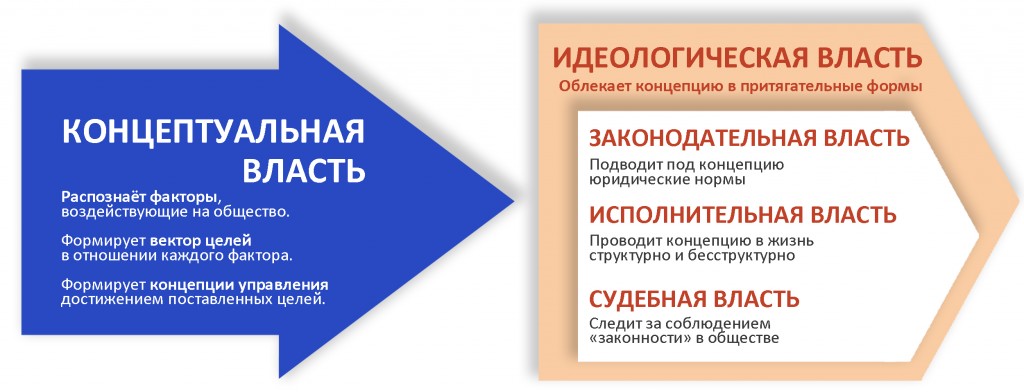 КОНЦЕПТУАЛЬНАЯ
ВЛАСТЬ
Распознаёт факторы,
воздействующие на общество.
Формирует вектор целей
в отношении каждого фактора.
Формирует концепции управления
достижением поставленных целей.
ИДЕОЛОГИЧЕСКАЯ ВЛАСТЬ
Облекает концепцию в притягательные формы
ЗАКОНОДАТЕЛЬНАЯ ВЛАСТЬ
Подводит под концепцию
юридические нормы
ИСПОЛНИТЕЛЬНАЯ ВЛАСТЬ
Проводит концепцию в жизнь
структурно и бесструктурно
СУДЕБНАЯ ВЛАСТЬ
Следит за соблюдением
«законности» в обществе